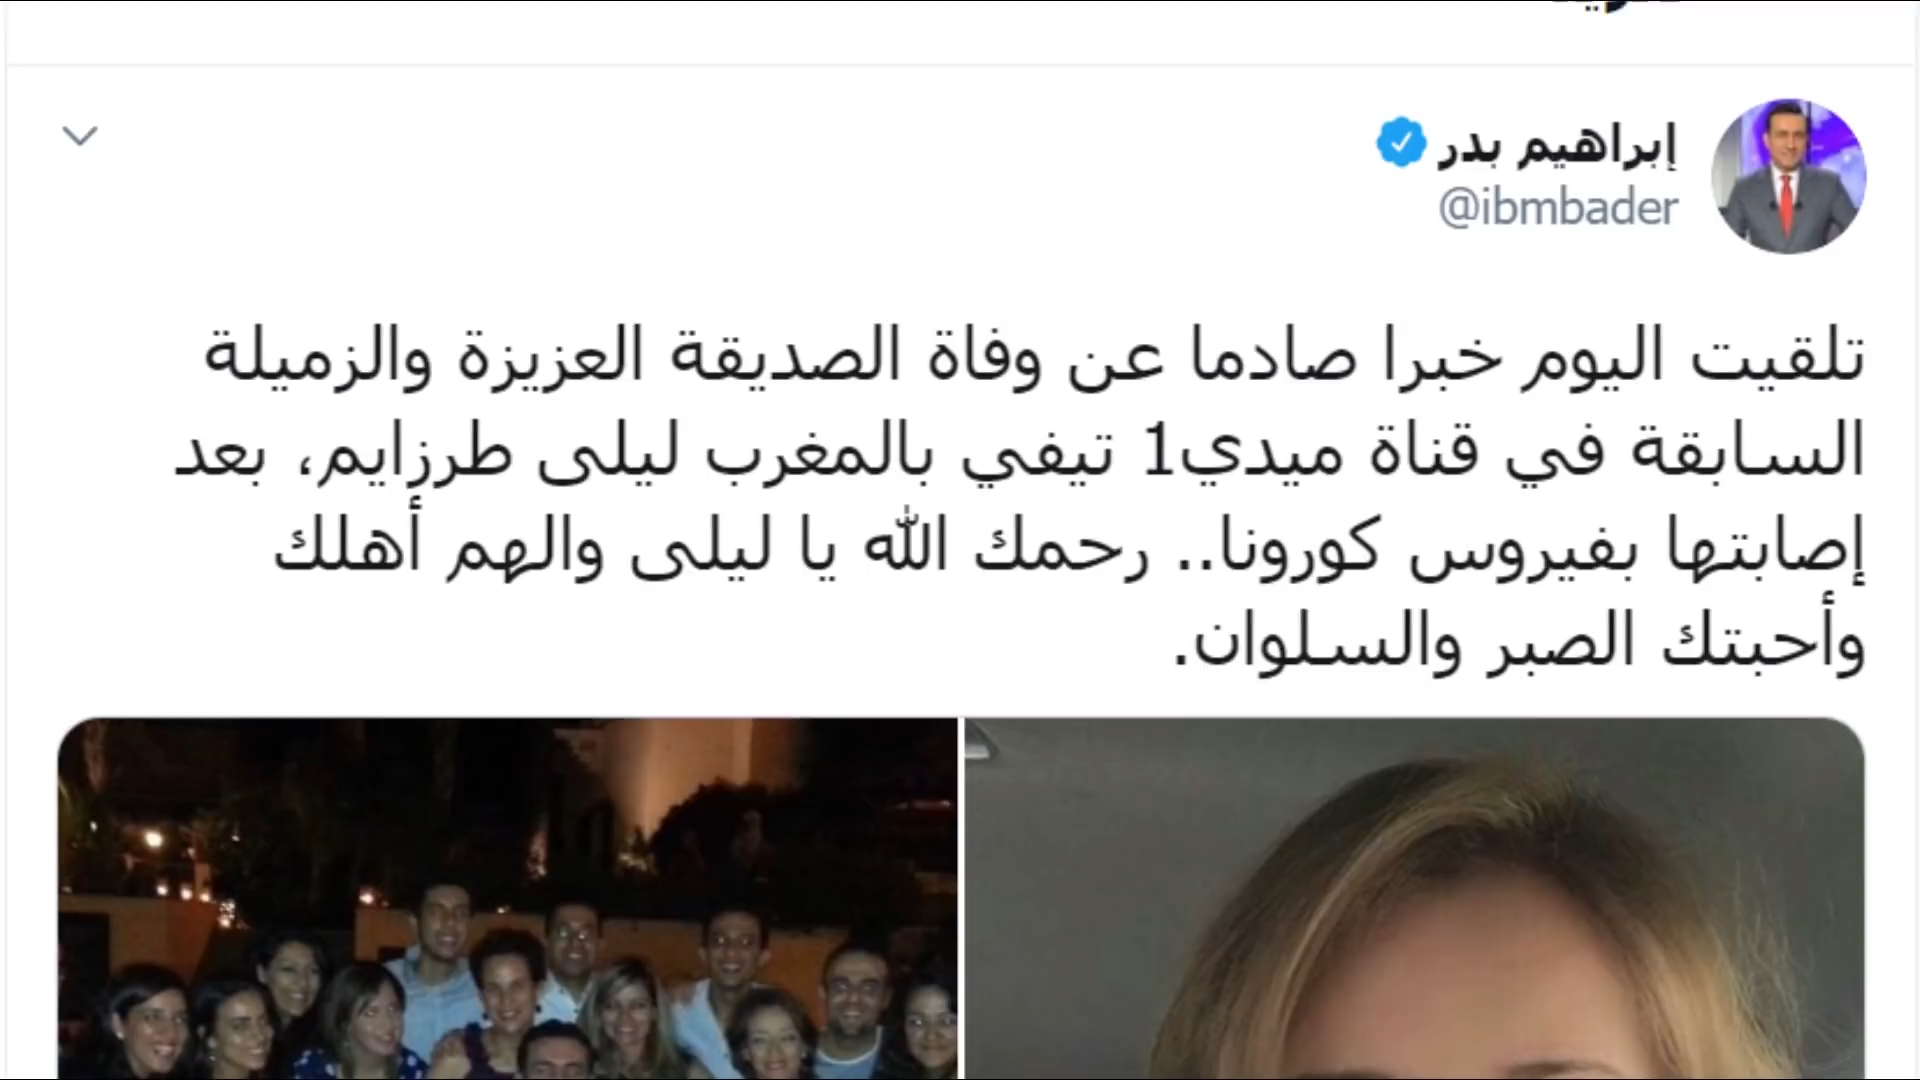 إبراهيم بدر
@ibmbader
تلقيت اليوم خبرا صادما عن وفاة الصديقة العزيزة والزميلة
السابقة في قناة ميدي1 تيفي بالمغرب ليلى طرزايم، بعد
إصابتها بفيروس كورونا.. رحمك الله يا ليلى والهم أهلك
وأحبتك الصبر والسلوان.